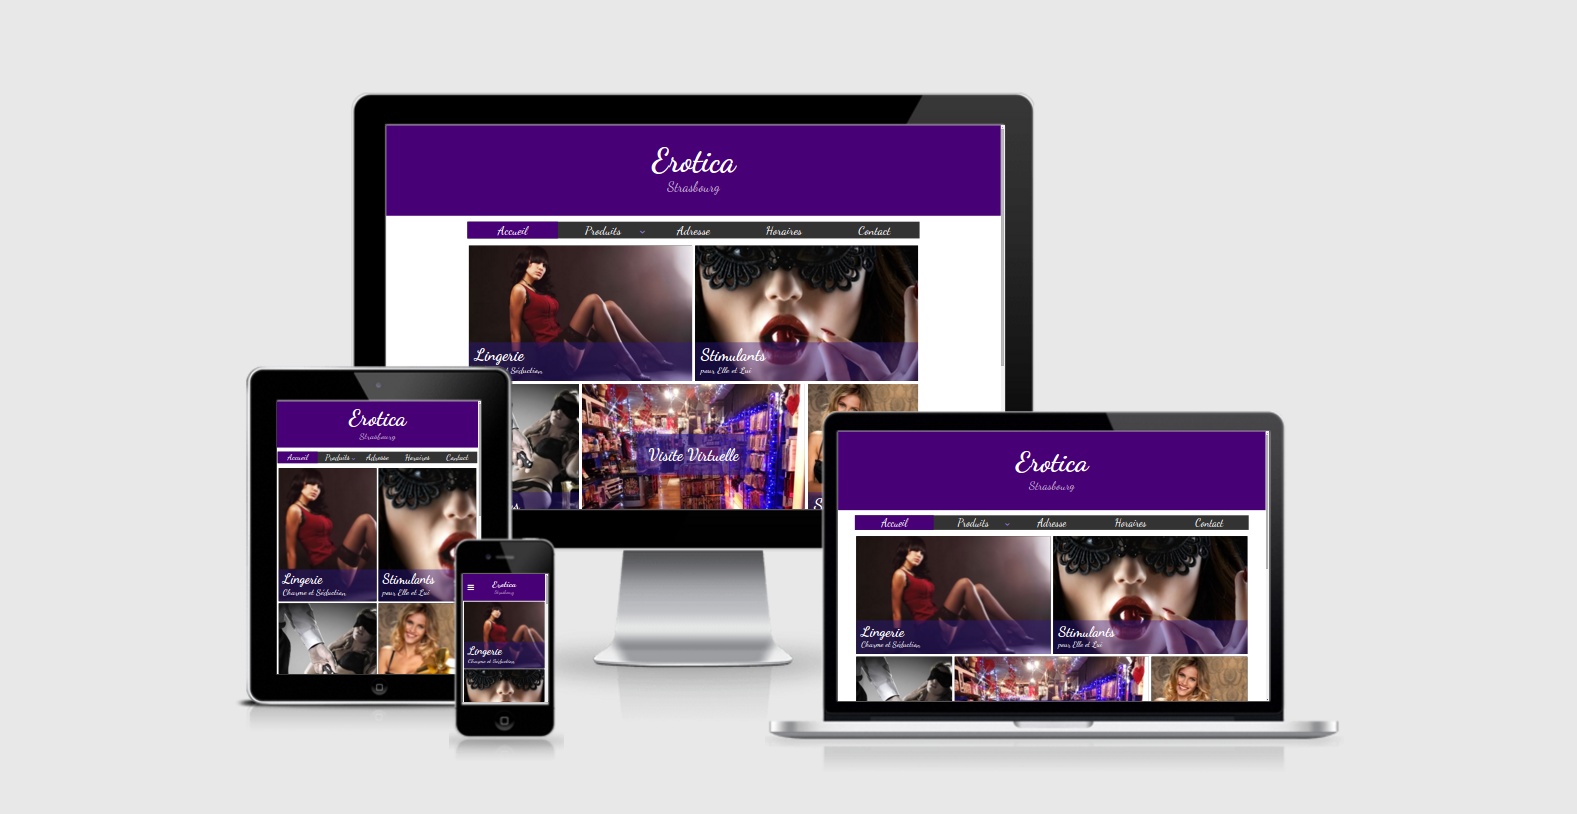 Erotica
Strasbourg
Accueil Produits Adresse Horaires Contact
Lingerie
et Séduction
Stimulants
pour Elle et Lui
Visite Virtuelle
S
Erotica
Strasbourg
Accueil Produits Adresse Horaires Contact
Lingerie
Charme et Séduction
Stimulants
pour Elle et Lui
Erotica
Strasbourg
Lingerie
Charme et Séduction
Erotica
Strasbourg
Accueil Produits Adresse Horaires Contact
Lingerie
Charme et Séduction
Stimulants
pour Elle et Lui